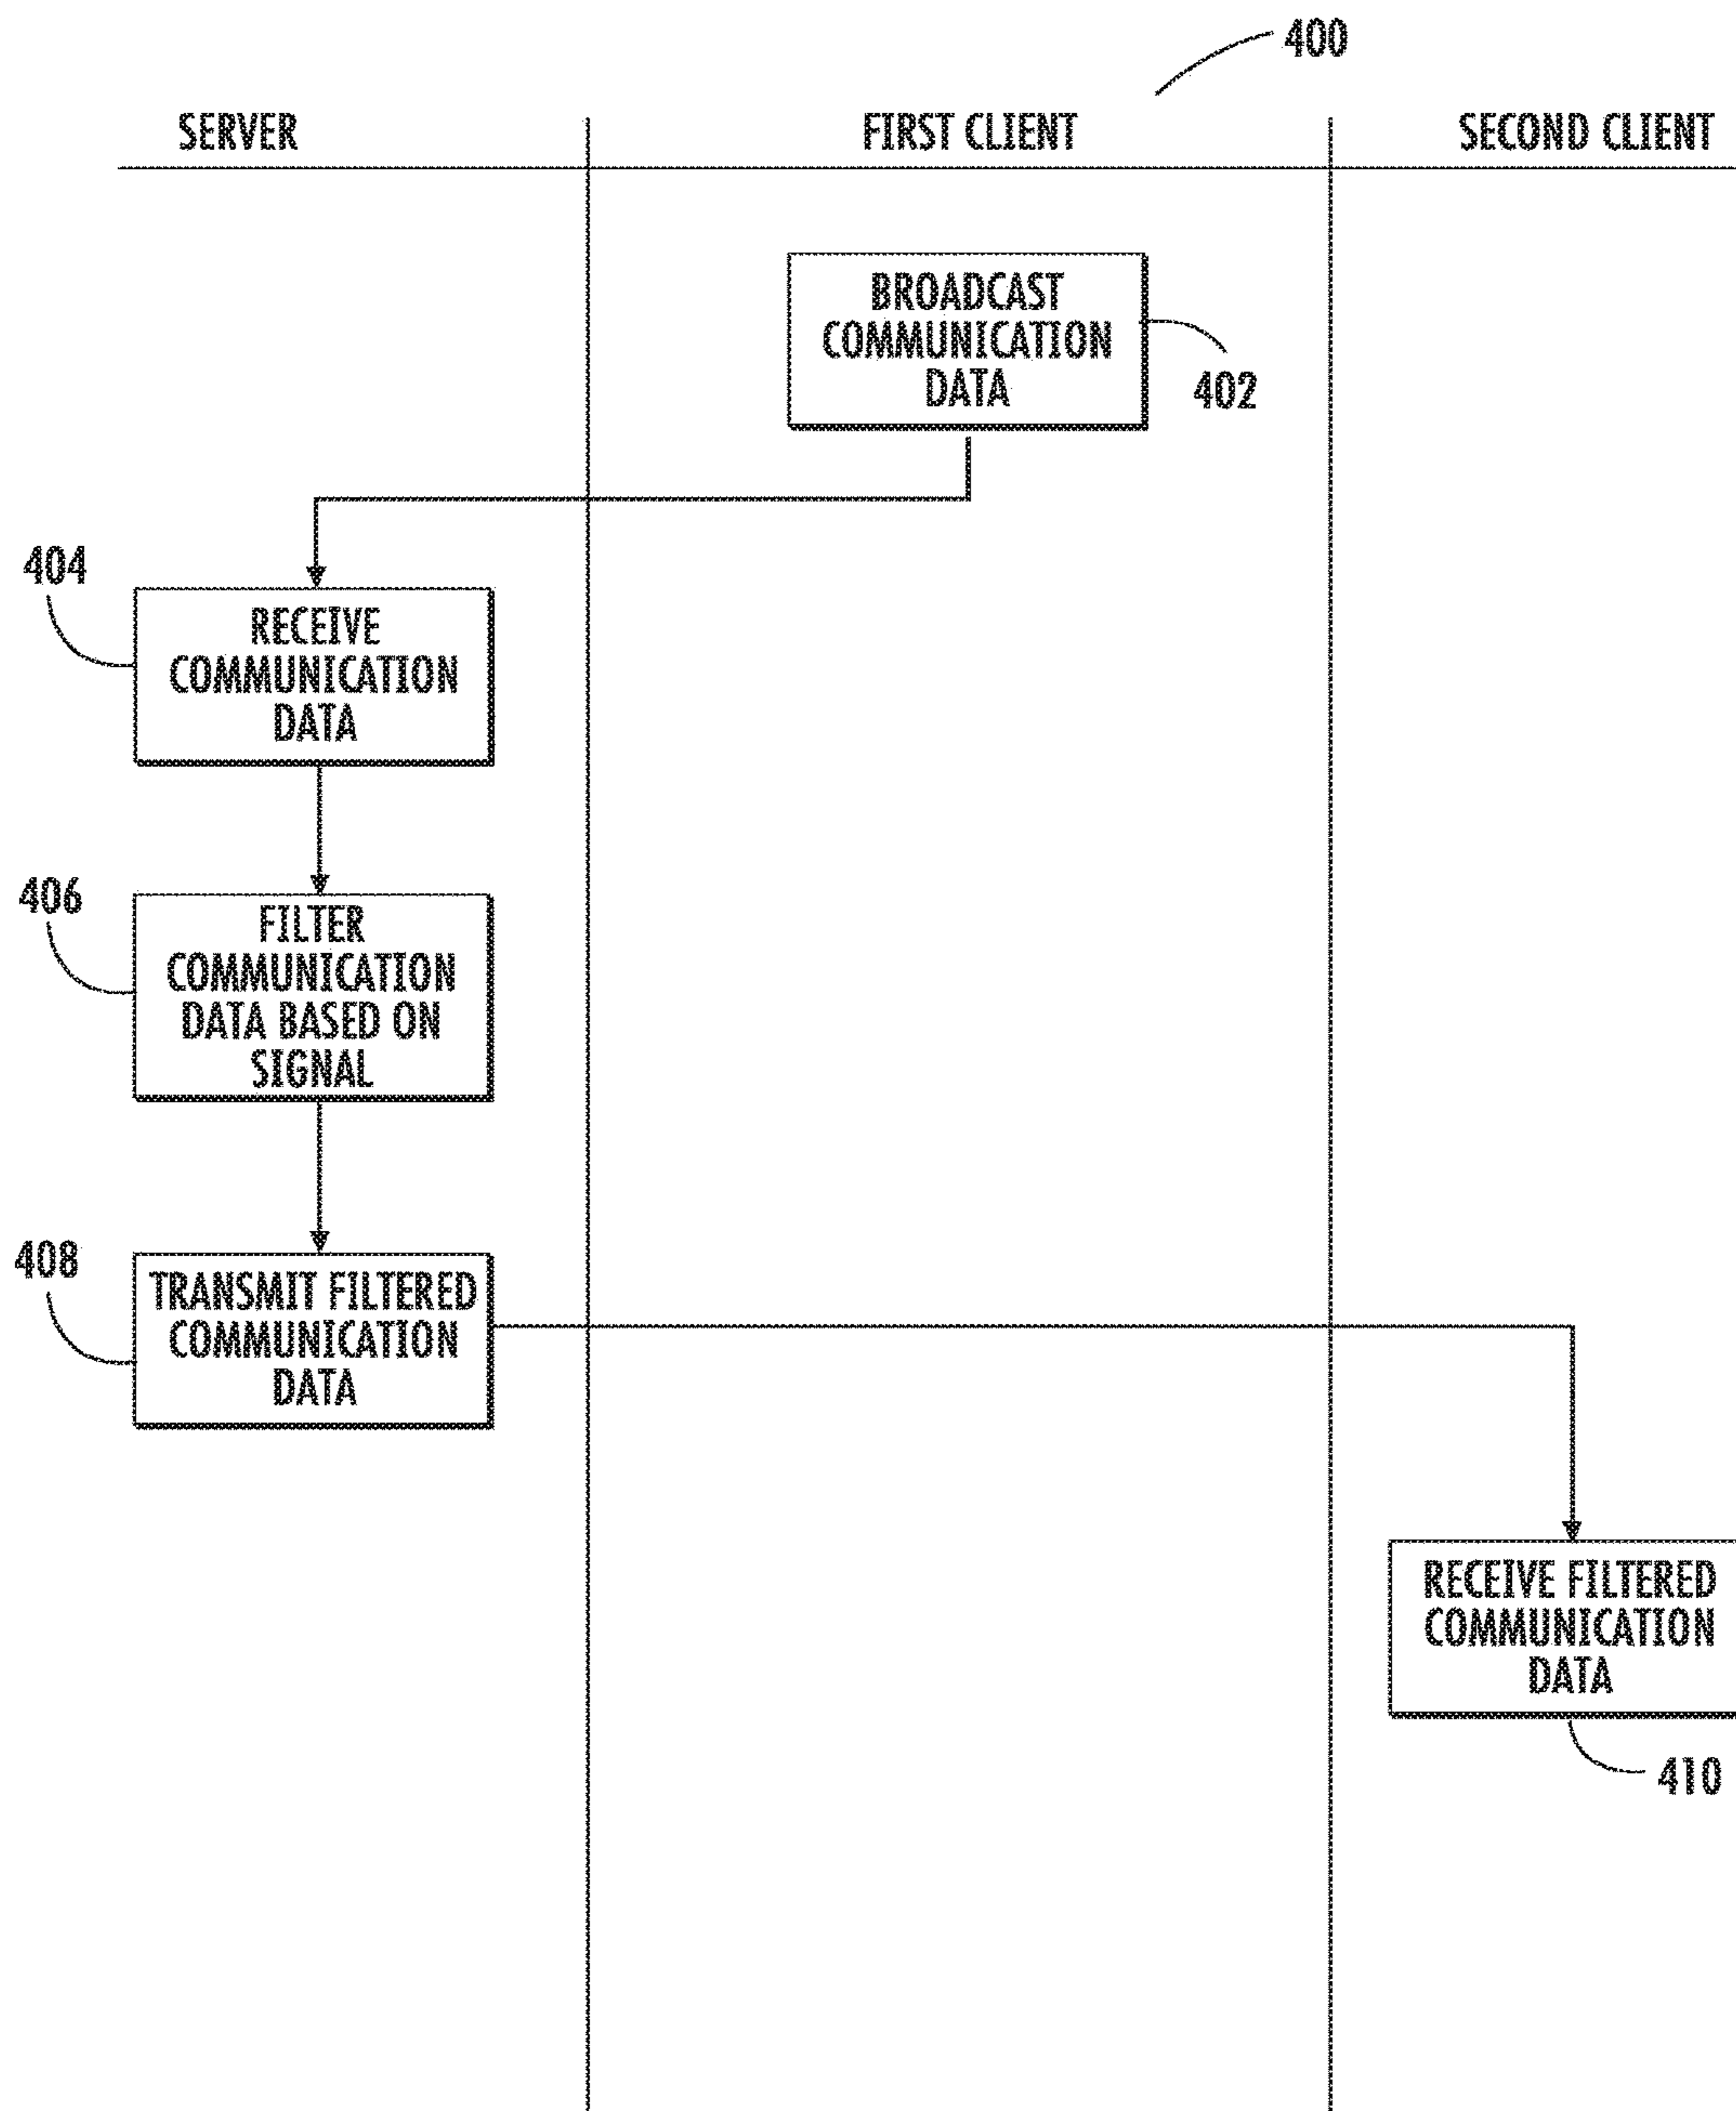 400
SERVER
FIRST CLIENT
SECOND CLIENT
BROADCAST
COMMUNICATION
DATA
402
404
RECEIVE
COMMUNICATION
DATA
406
FILTER
COMMUNICATION
DATA BASED ON
SIGNAL
408
TRANSMIT FILTERED
COMMUNICATION
DATA
RECEIVE FILTERED
COMMUNICATION
DATA
410